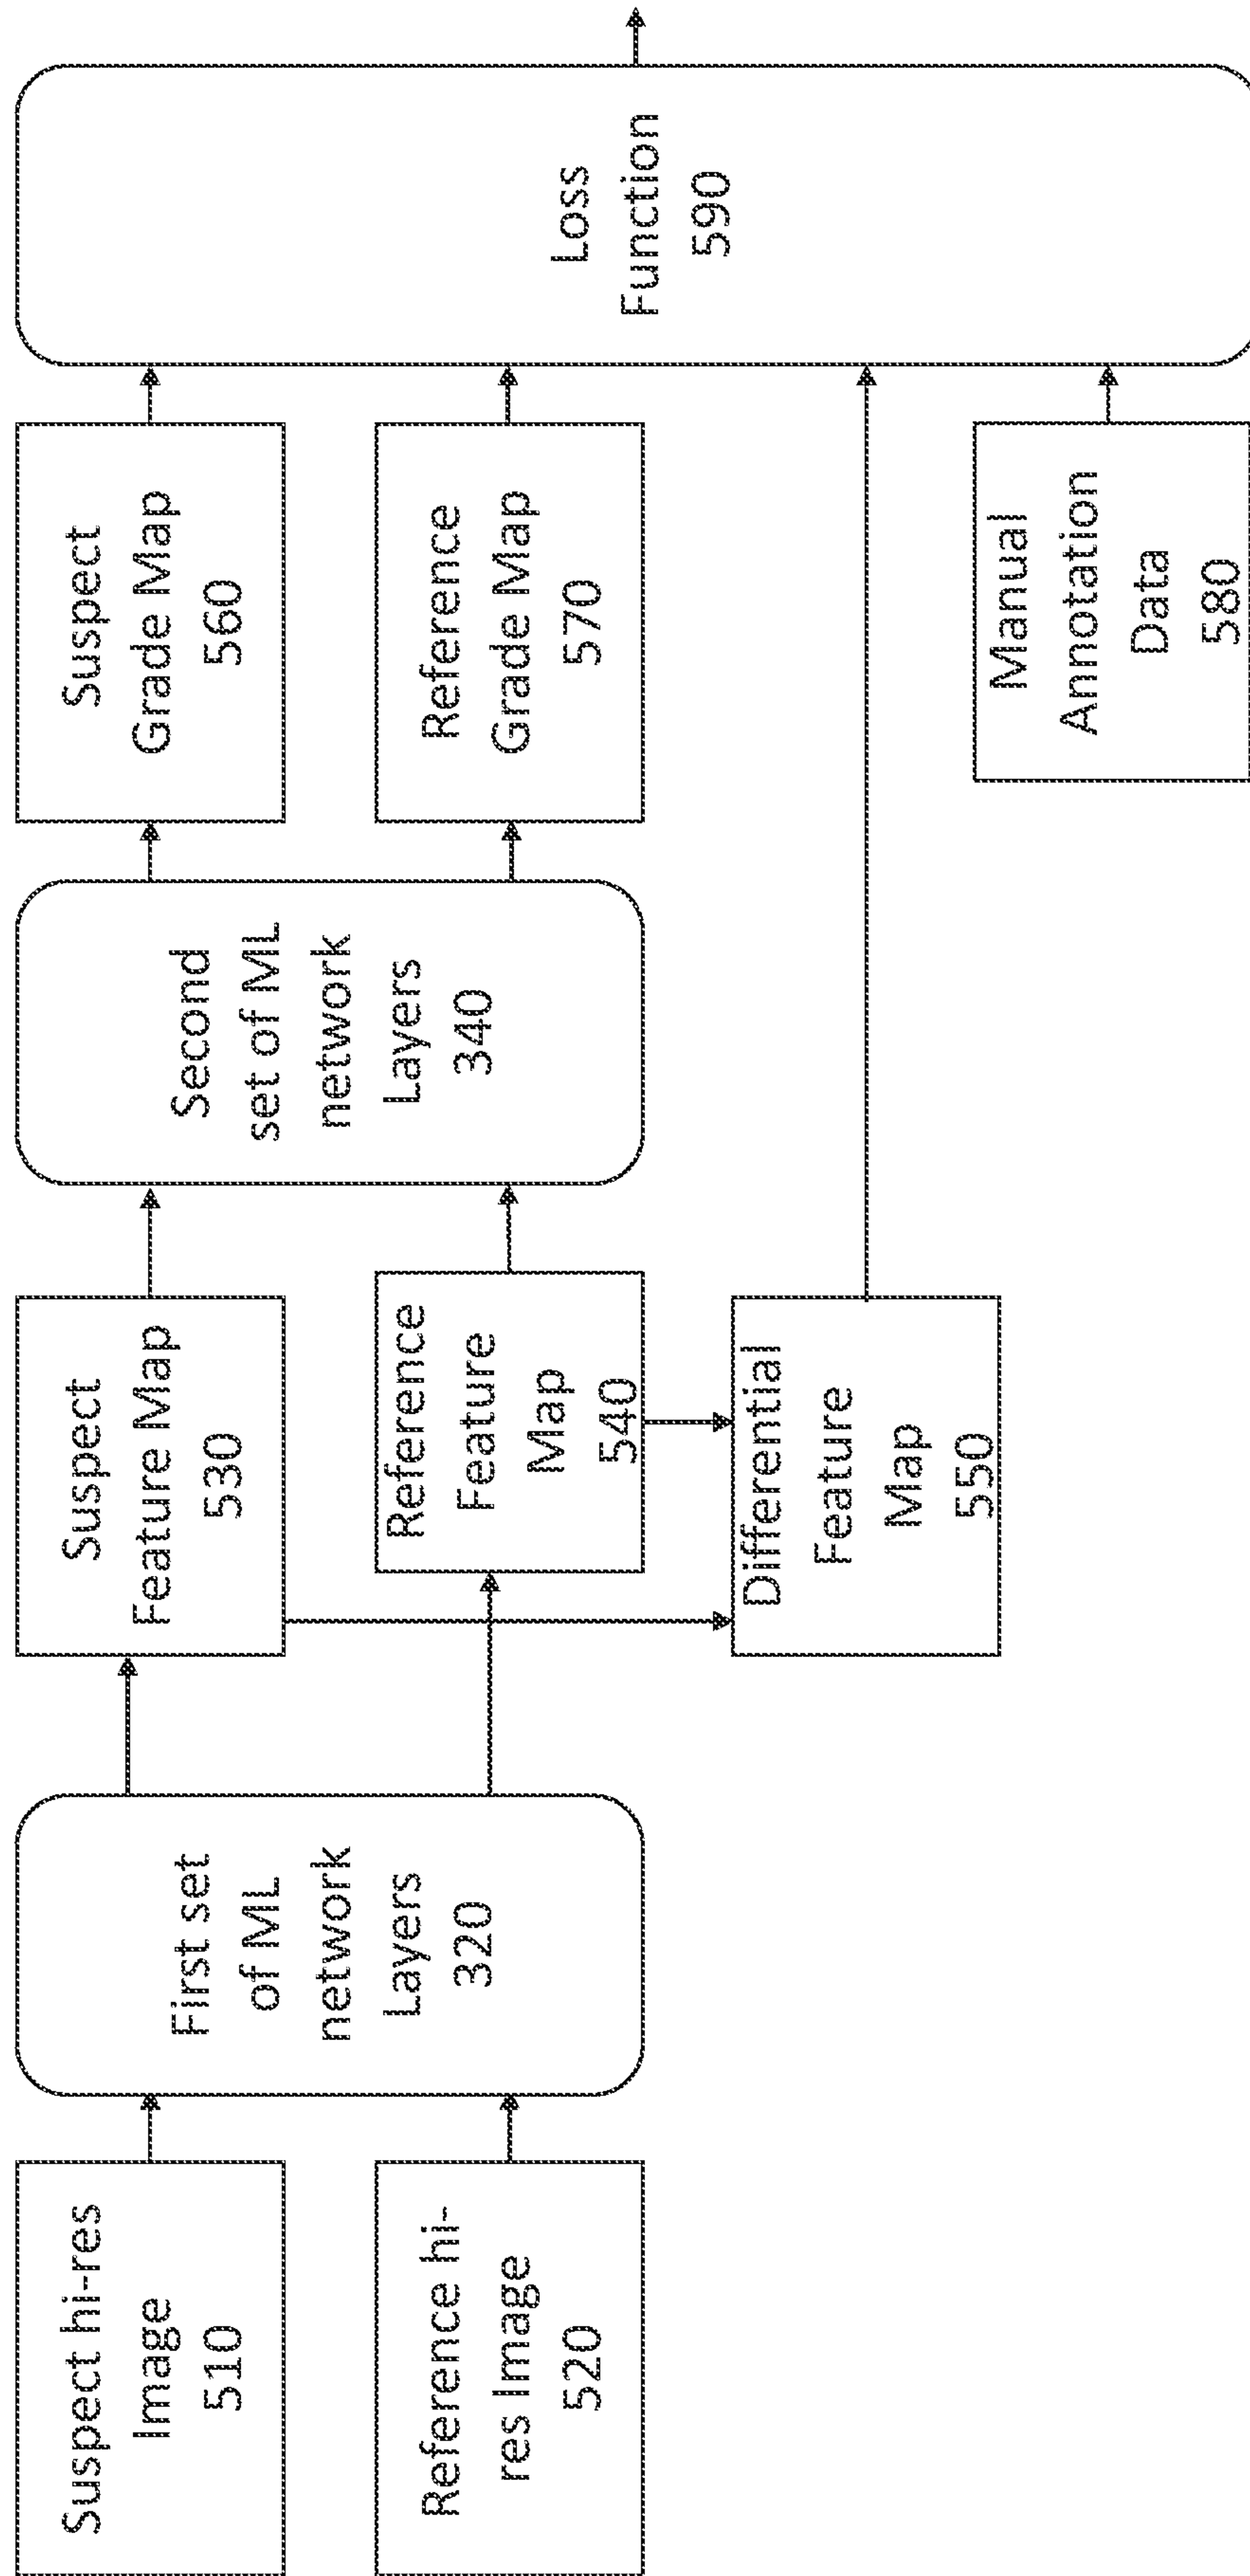 Suspect hi-res
Image
510
Reference hi-
res Image
520
First set
of ML
network
Layers
320
Suspect
Feature Map
530
Reference
Feature
Map
540
Differential
Feature
Map
550
Second
set of ML
network
Layers
340
Suspect
Grade Map
560
Reference
Grade Map
570
Manual
Annotation
Data
580
Loss
Function
590